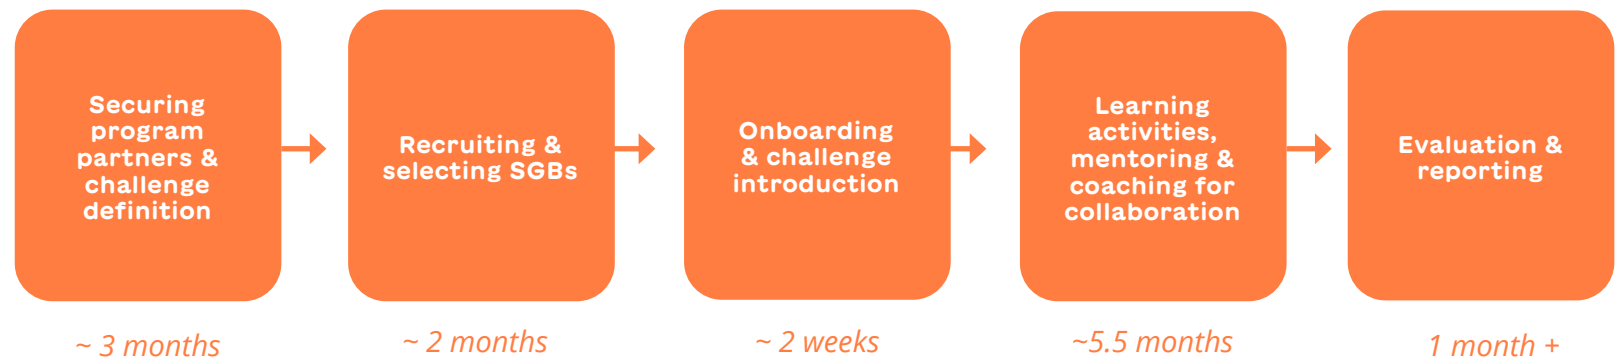 Securing
program
partners &
challenge
definition
Recruiting &
selecting SGBs
Onboarding
& challenge
introduction
Learning
activities,
mentoring &
coaching for
collaboration
Evaluation &
reporting
~ 3 months
~ 2 months
~ 2 weeks
~5.5 months
1 month +